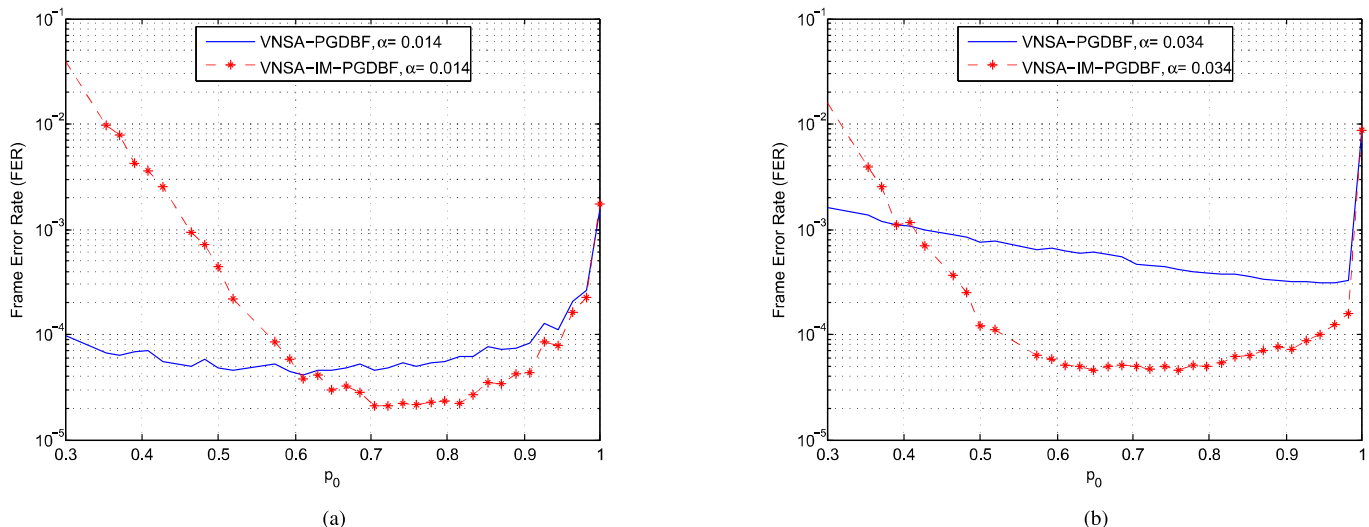 10−1
10−2
10−3
10−4
10−5
Frame Error Rate (FER)
VNSA−PGDBF, α= 0.014
VNSA−IM−PGDBF, α= 0.014
0.3 0.4 0.5 0.6 0.7 0.8 0.9 1
p0
(a)
10−1
10−2
10−3
10−4
10−5
Frame Error Rate (FER)
VNSA−PGDBF, α= 0.034
VNSA−IM−PGDBF, α= 0.034
0.3 0.4 0.5 0.6 0.7 0.8 0.9 1
p0
(b)